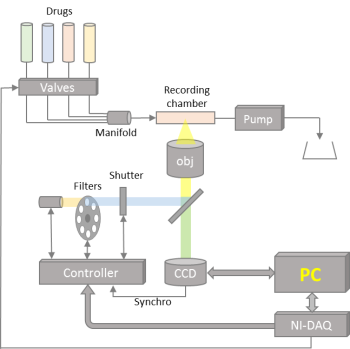 Drugs
Valves
Recording
chamber
Manifold
Pump
obj
Shutter
Filters
Controller
CCD
PC
Synchro
NI-DAQ